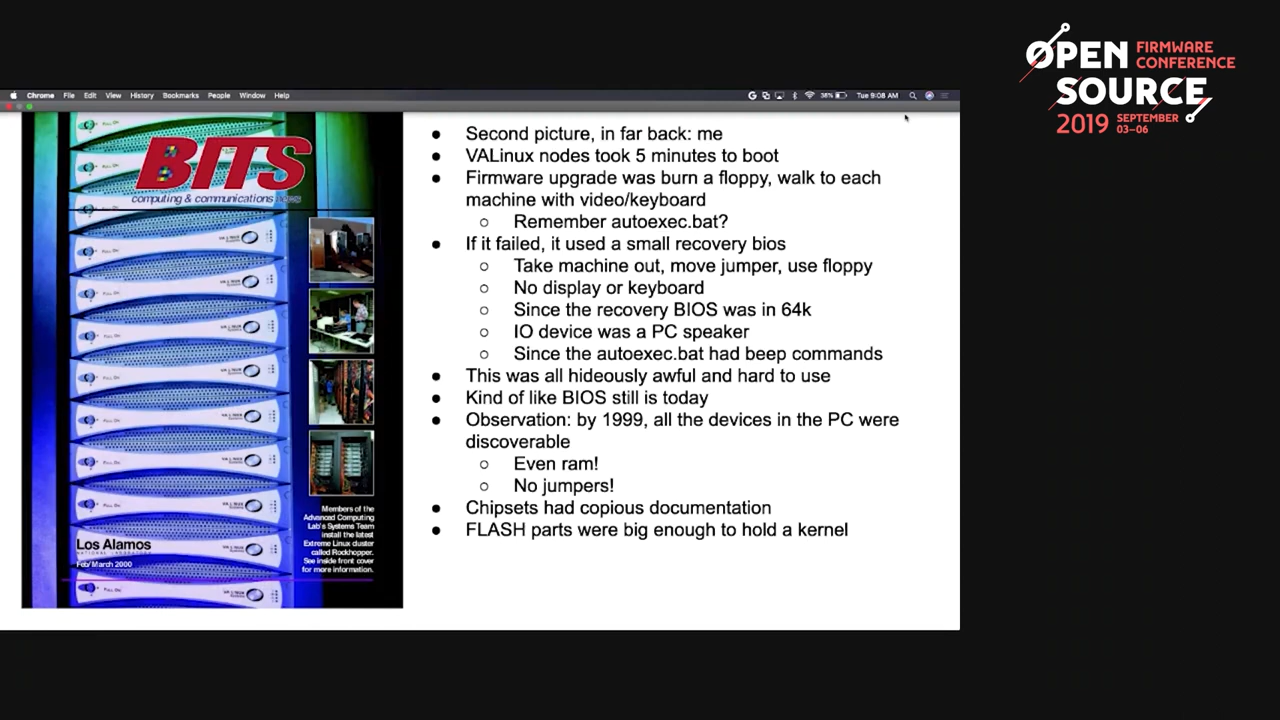 OPEN SOURCE
FIRMWARE CONFERENCE
2019 SEPTEMBER 03–06
Chrome File Edit View History Bookmarks People Window Help
36% Tue 9:08 AM
BITS
computing & communications news
Members of the
Advanced Computing
Lab's Systems Team
install the latest
Extreme Linux cluster
called Rockhopper.
See inside front cover
for more information.
Los Alamos
NATIONAL LABORATORY
Feb/March 2000
● Second picture, in far back: me
● VALinux nodes took 5 minutes to boot
● Firmware upgrade was burn a floppy, walk to each
machine with video/keyboard
○ Remember autoexec.bat?
● If it failed, it used a small recovery bios
○ Take machine out, move jumper, use floppy
○ No display or keyboard
○ Since the recovery BIOS was in 64k
○ IO device was a PC speaker
○ Since the autoexec.bat had beep commands
● This was all hideously awful and hard to use
● Kind of like BIOS still is today
● Observation: by 1999, all the devices in the PC were
discoverable
○ Even ram!
○ No jumpers!
● Chipsets had copious documentation
● FLASH parts were big enough to hold a kernel